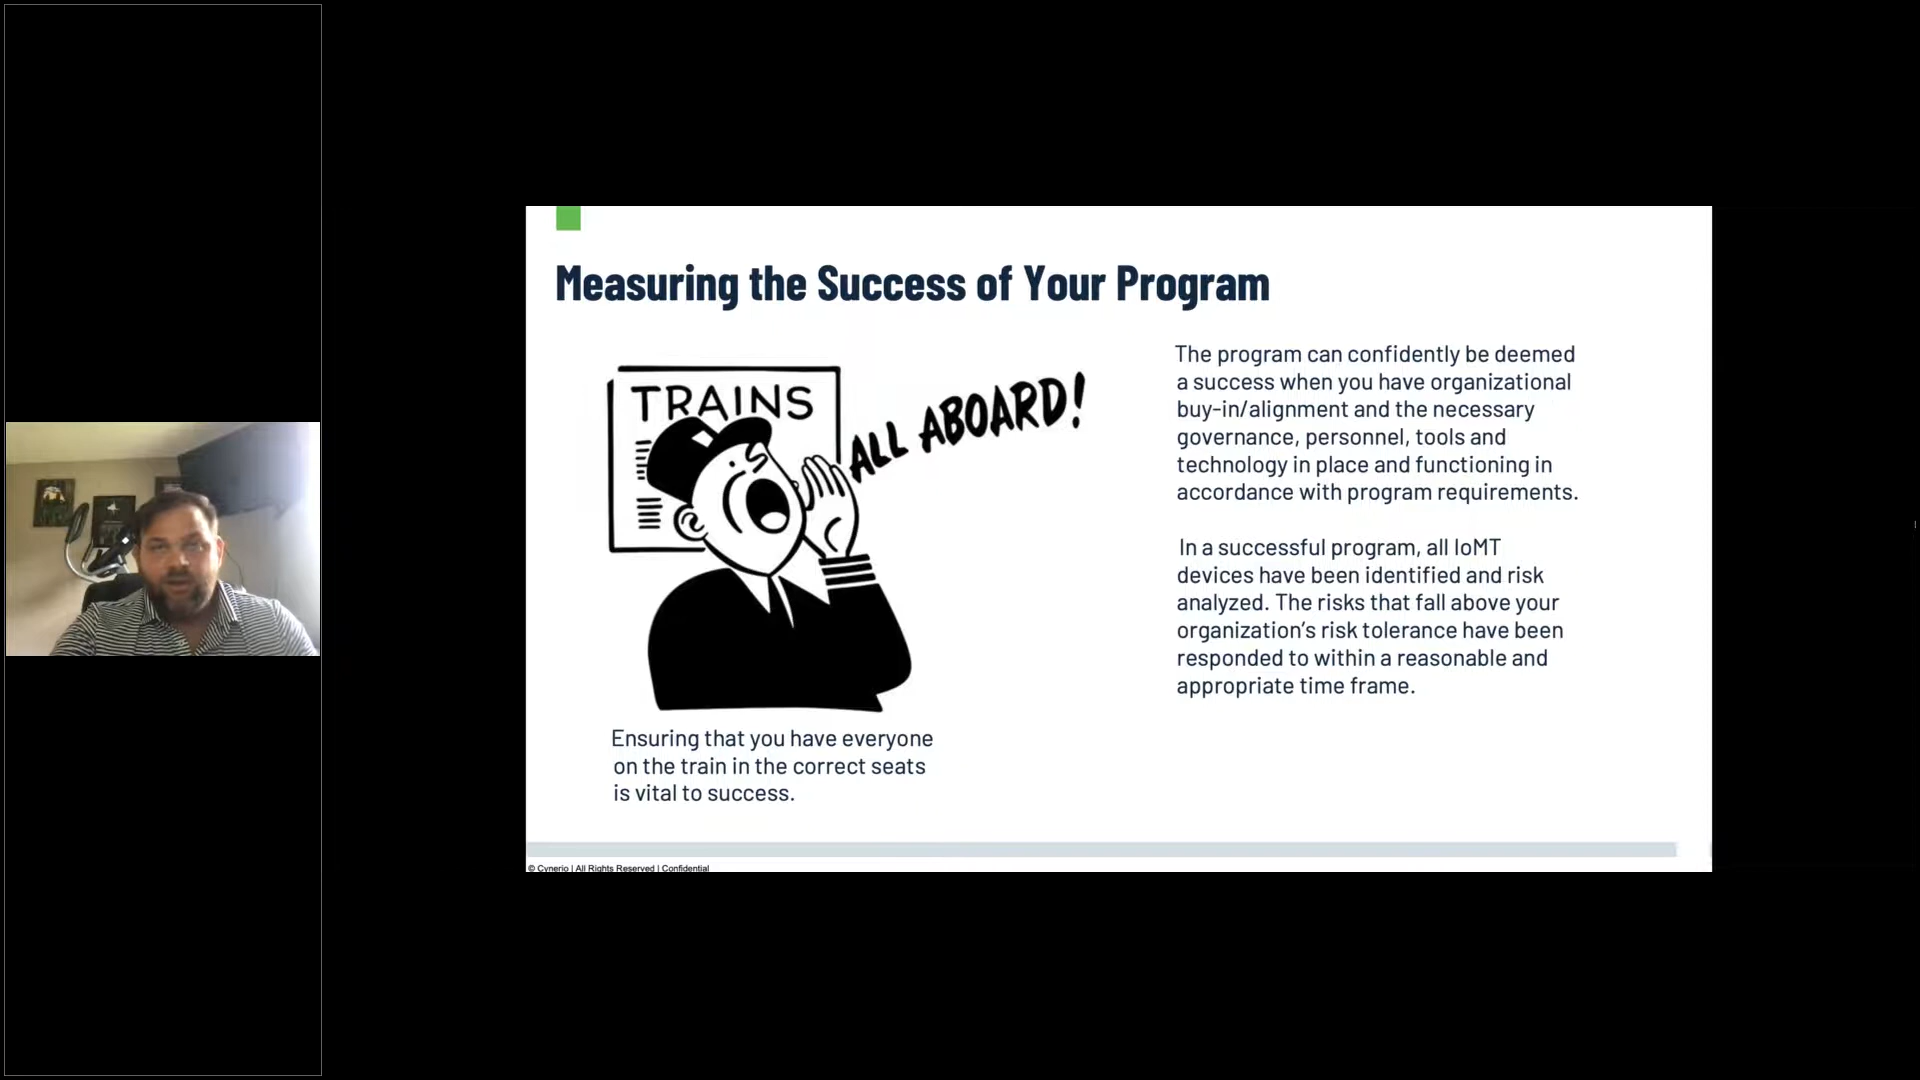 Measuring the Success of Your Program
TRAINS
ALL ABOARD!
Ensuring that you have everyone
on the train in the correct seats
is vital to success.
The program can confidently be deemed
a success when you have organizational
buy-in/alignment and the necessary
governance, personnel, tools and
technology in place and functioning in
accordance with program requirements.
In a successful program, all IoMT
devices have been identified and risk
analyzed. The risks that fall above your
organization’s risk tolerance have been
responded to within a reasonable and
appropriate time frame.
© Cynerio | All Rights Reserved | Confidential